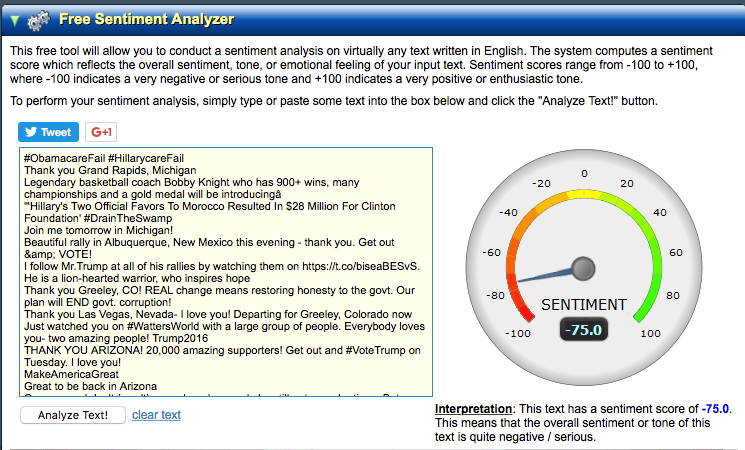 Free Sentiment Analyzer
This free tool will allow you to conduct a sentiment analysis on virtually any text written in English. The system computes a sentiment
score which reflects the overall sentiment, tone, or emotional feeling of your input text. Sentiment scores range from -100 to +100,
where -100 indicates a very negative or serious tone and +100 indicates a very positive or enthusiastic tone.
To perform your sentiment analysis, simply type or paste some text into the box below and click the "Analyze Text!" button.
Tweet
G+1
#ObamacareFail #HillarycareFail
Thank you Grand Rapids, Michigan
Legendary basketball coach Bobby Knight who has 900+ wins, many
championships and a gold medal will be introducingâ
"'Hillary's Two Official Favors To Morocco Resulted In $28 Million For Clinton
Foundation' #DrainTheSwamp
Join me tomorrow in Michigan!
Beautiful rally in Albuquerque, New Mexico this evening - thank you. Get out
&amp; VOTE!
I follow Mr.Trump at all of his rallies by watching them on https://t.co/biseaBESvS.
He is a lion-hearted warrior, who inspires hope
Thank you Greeley, CO! REAL change means restoring honesty to the govt. Our
plan will END govt. corruption!
Thank you Las Vegas, Nevada- I love you! Departing for Greeley, Colorado now
Just watched you on #WattersWorld with a large group of people. Everybody loves
you- two amazing people! Trump2016
THANK YOU ARIZONA! 20,000 amazing supporters! Get out and #VoteTrump on
Tuesday. I love you!
MakeAmericaGreat
Great to be back in Arizona
-100
-80
-60
-40
-20
0
20
40
60
80
100
SENTIMENT
-75.0
Analyze Text!
clear text
Interpretation: This text has a sentiment score of -75.0.
This means that the overall sentiment or tone of this
text is quite negative / serious.